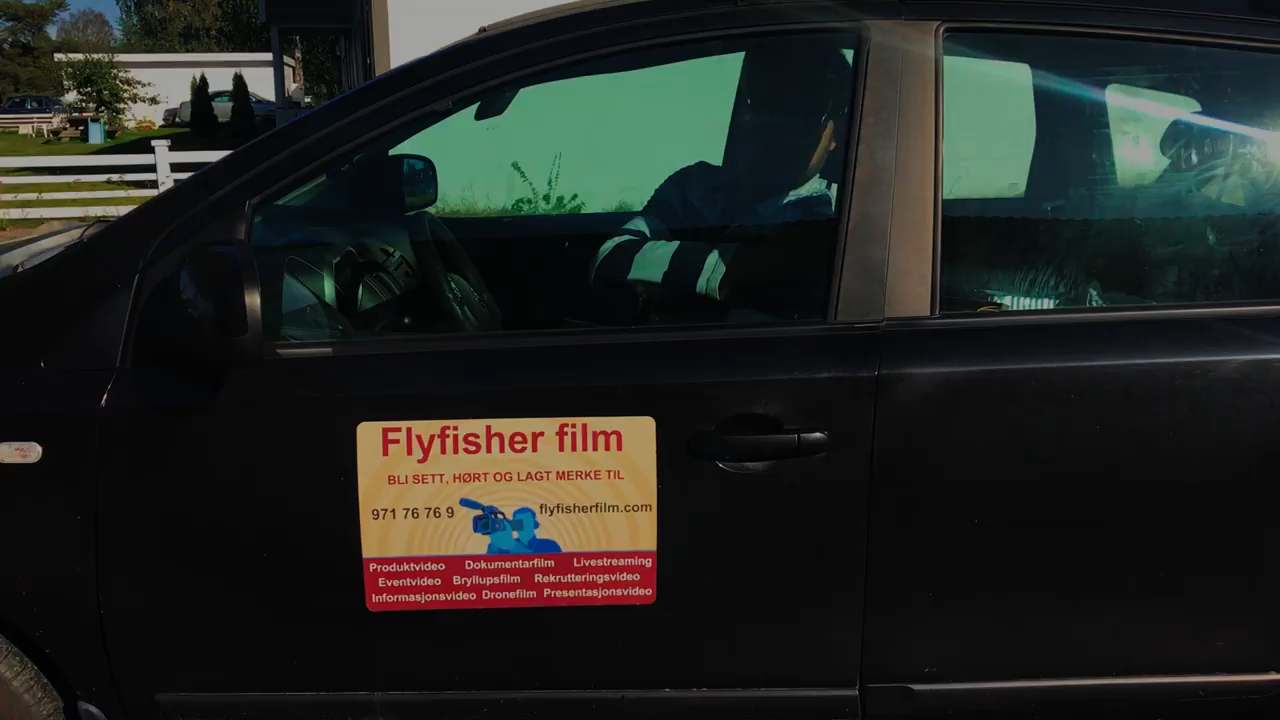 Flyfisher film
BLI SETT, HØRT OG LAGT MERKE TIL
971 76 76 9
flyfisherfilm.com
Produktvideo Dokumentarfilm Livestreaming
Eventvideo Bryllupsfilm Rekrutteringsvideo
Informasjonsvideo Dronefilm Presentasjonsvideo